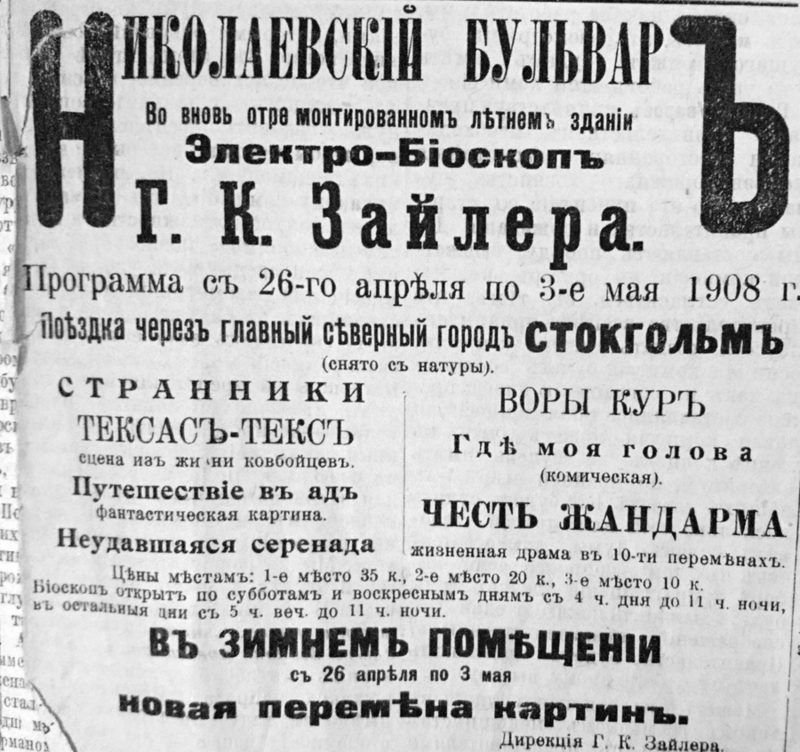 НИКОЛАЕВСКІЙ БУЛЬВАРЪ
Во вновь отремонтированномъ лѣтнемъ зданіи
Электро-Біоскопъ
Г. К. Зайлера.
Программа съ 26-го апрѣля по 3-е мая 1908 г.
Поѣздка черезъ главный сѣверный городъ СТОКГОЛЬМЪ
(снято съ натуры).
СТРАННИКИ
ТЕКСАСЪ-ТЕКСЪ
сцена изъ жи ни ковбойцевъ.
Путешествіе въ адъ
фантастическая картина.
Неудавшаяся серенада
ВОРЫ КУРЪ
Гдѣ моя голова
(комическая).
ЧЕСТЬ ЖАНДАРМА
жизненная драма въ 10-ти перемѣнахъ.
Цѣны мѣстамъ: 1-е мѣсто 35 к., 2-е мѣсто 20 к., 3-е мѣсто 10 к.
Біоскопъ открытъ по субботамъ и воскреснымъ днямъ съ 4 ч. дня до 11 ч. ночи,
въ остальныя дни съ 5 ч. веч. до 11 ч. ночи.
ВЪ ЗИМНЕМЪ ПОМѢЩЕНІИ
съ 26 апрѣля по 3 мая
новая перемѣна картинъ.
Дирекція Г. К. Зайлера.